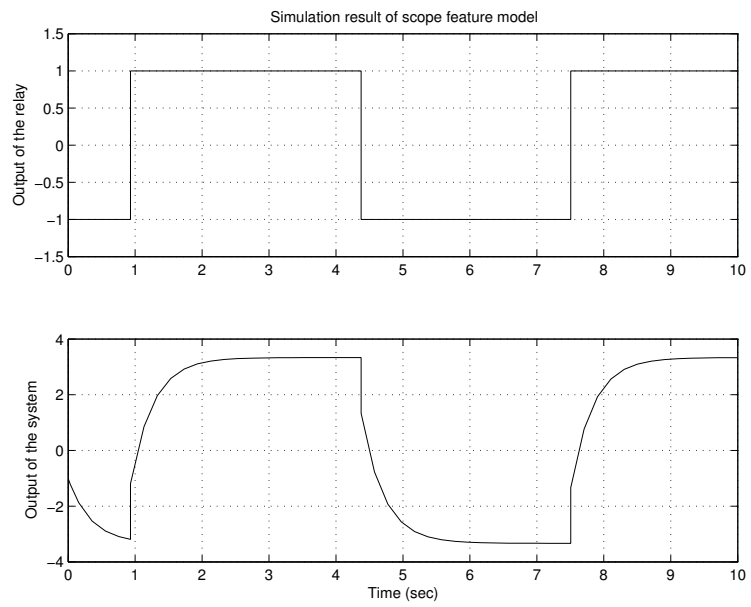 Simulation result of scope feature model
1.5
1
0.5
0
−0.5
−1
−1.5
Output of the relay
0 1 2 3 4 5 6 7 8 9 10
4
2
0
−2
−4
Output of the system
0 1 2 3 4 5 6 7 8 9 10
Time (sec)